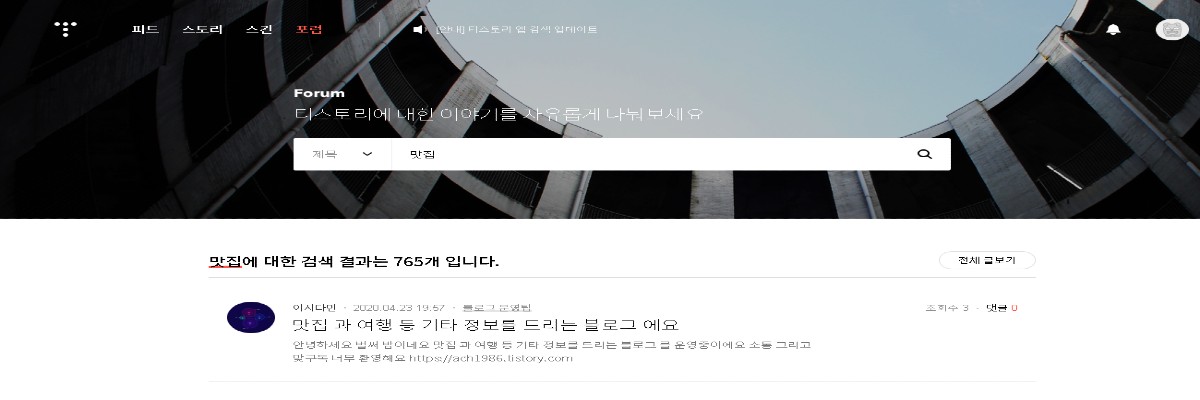 피드 스토리 스킨 포럼 [안내] 티스토리 앱 검색 업데이트
Forum
티스토리에 대한 이야기를 자유롭게 나눠보세요
제목 맛집
맛집에 대한 검색 결과는 765개 입니다. 전체 글보기
2020.04.23 19:57 · 블로그 운영팁 조회수 3 · 댓글 0
맛집 과 여행 등 기타 정보를 드리는 블로그 에요
안녕하세요 벌써 밤이네요 맛집 과 여행 등 기타 정보를 드리는 블로그 를 운영중이에요 소통 그리고
맞구독 너무 환영해요 https://ach1986.tistory.com